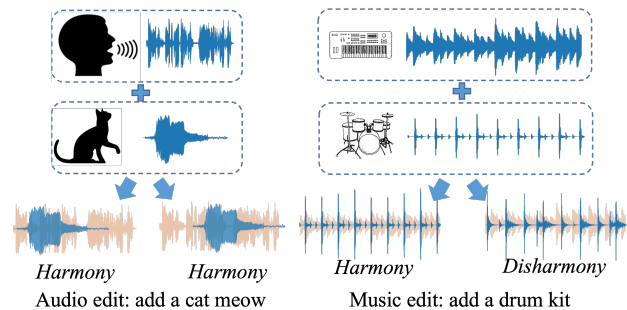 Harmony
Harmony
Harmony
Disharmony
Audio edit: add a cat meow
Music edit: add a drum kit